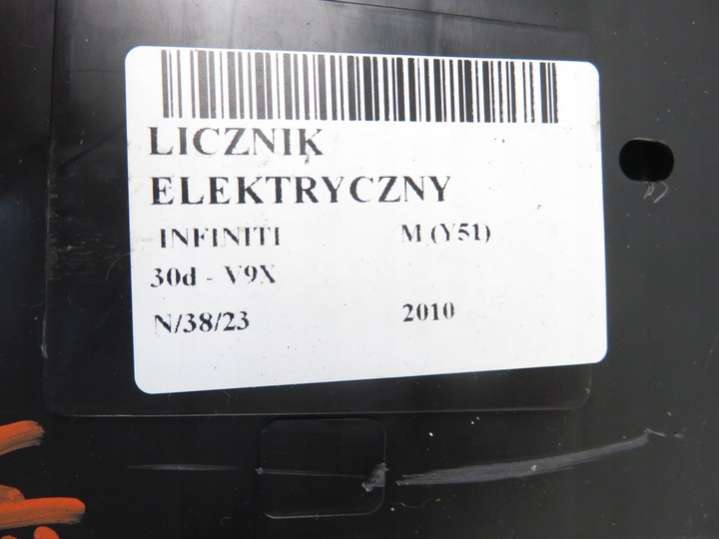 LICZNIK
ELEKTRYCZNY
INFINITI M (Y51)
30d - V9X
N/38/23 2010